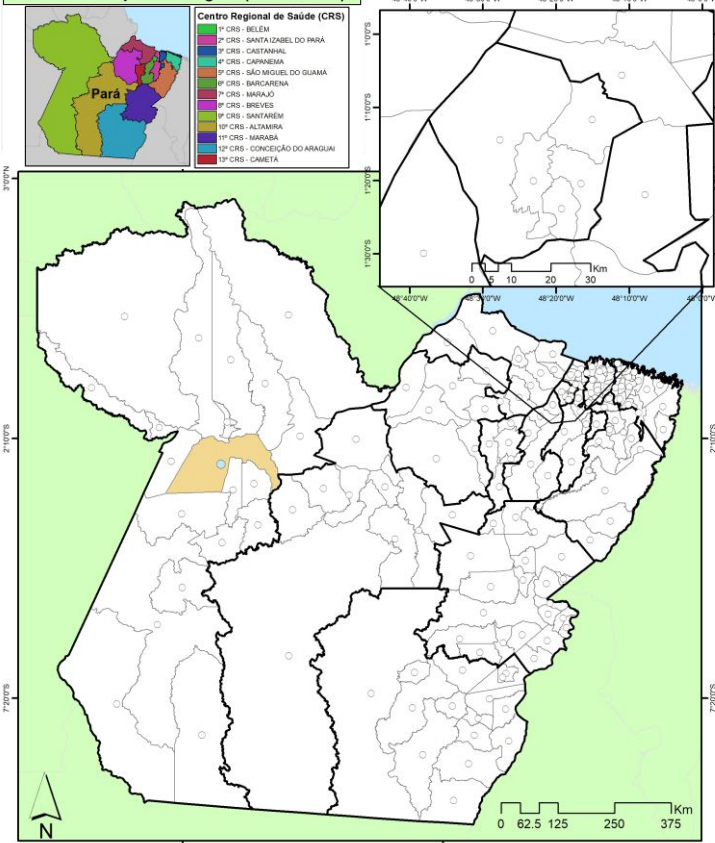 Centro Regional de Saúde (CRS)
1º CRS - BELÉM
2º CRS - SANTA IZABEL DO PARÁ
3º CRS - CASTANHAL
4º CRS - CAPANEMA
5º CRS - SÃO MIGUEL DO GUAMÁ
6º CRS - BARCARENA
7º CRS - MARAJÓ
8º CRS - BREVES
9º CRS - SANTARÉM
10º CRS - ALTAMIRA
11º CRS - MARABÁ
12º CRS - CONCEIÇÃO DO ARAGUAI
13º CRS - CAMETÁ
Pará
1°0'0"S
1°10'0"S
1°20'0"S
1°30'0"S
0 5 10 20 30 Km
48°40'0"W 48°30'0"W 48°20'0"W 48°10'0"W 48°0'0"W
3°0'0"N
2°10'0"S
2°10'0"S
7°20'0"S
7°20'0"S
N
0 62.5 125 250 375 Km